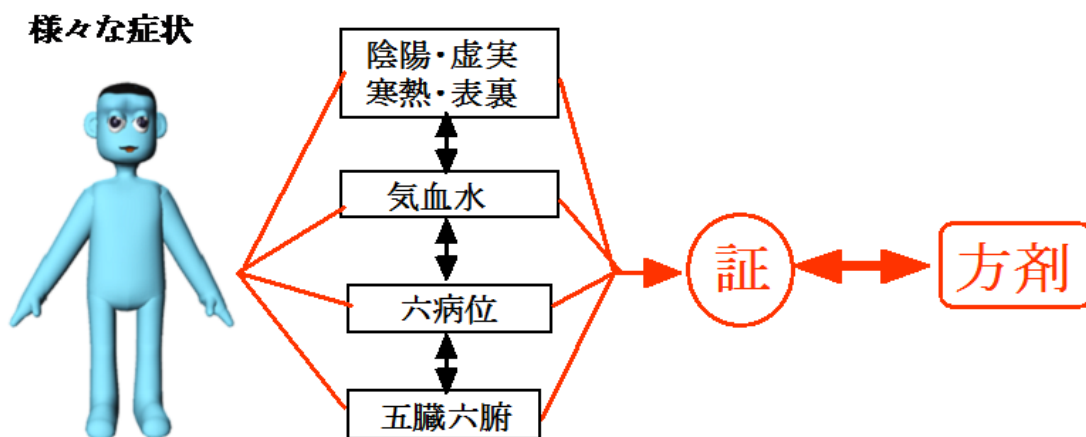 様々な症状
陰陽・虚実
寒熱・表裏
気血水
六病位
五臓六腑
証
方剤